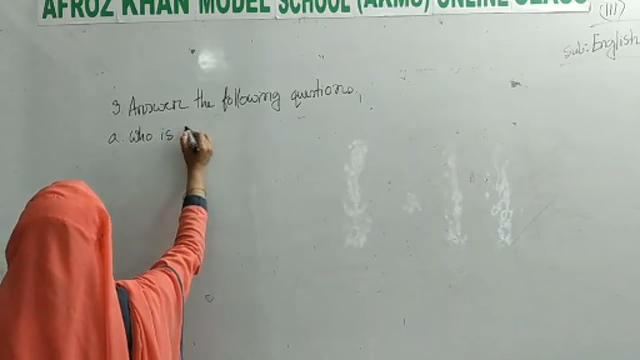 AFROZ KHAN MODEL SCHOOL (AKMS) ONLINE CLASS
(III)
Sub: English
3. Answer the following questions,
a. Who is